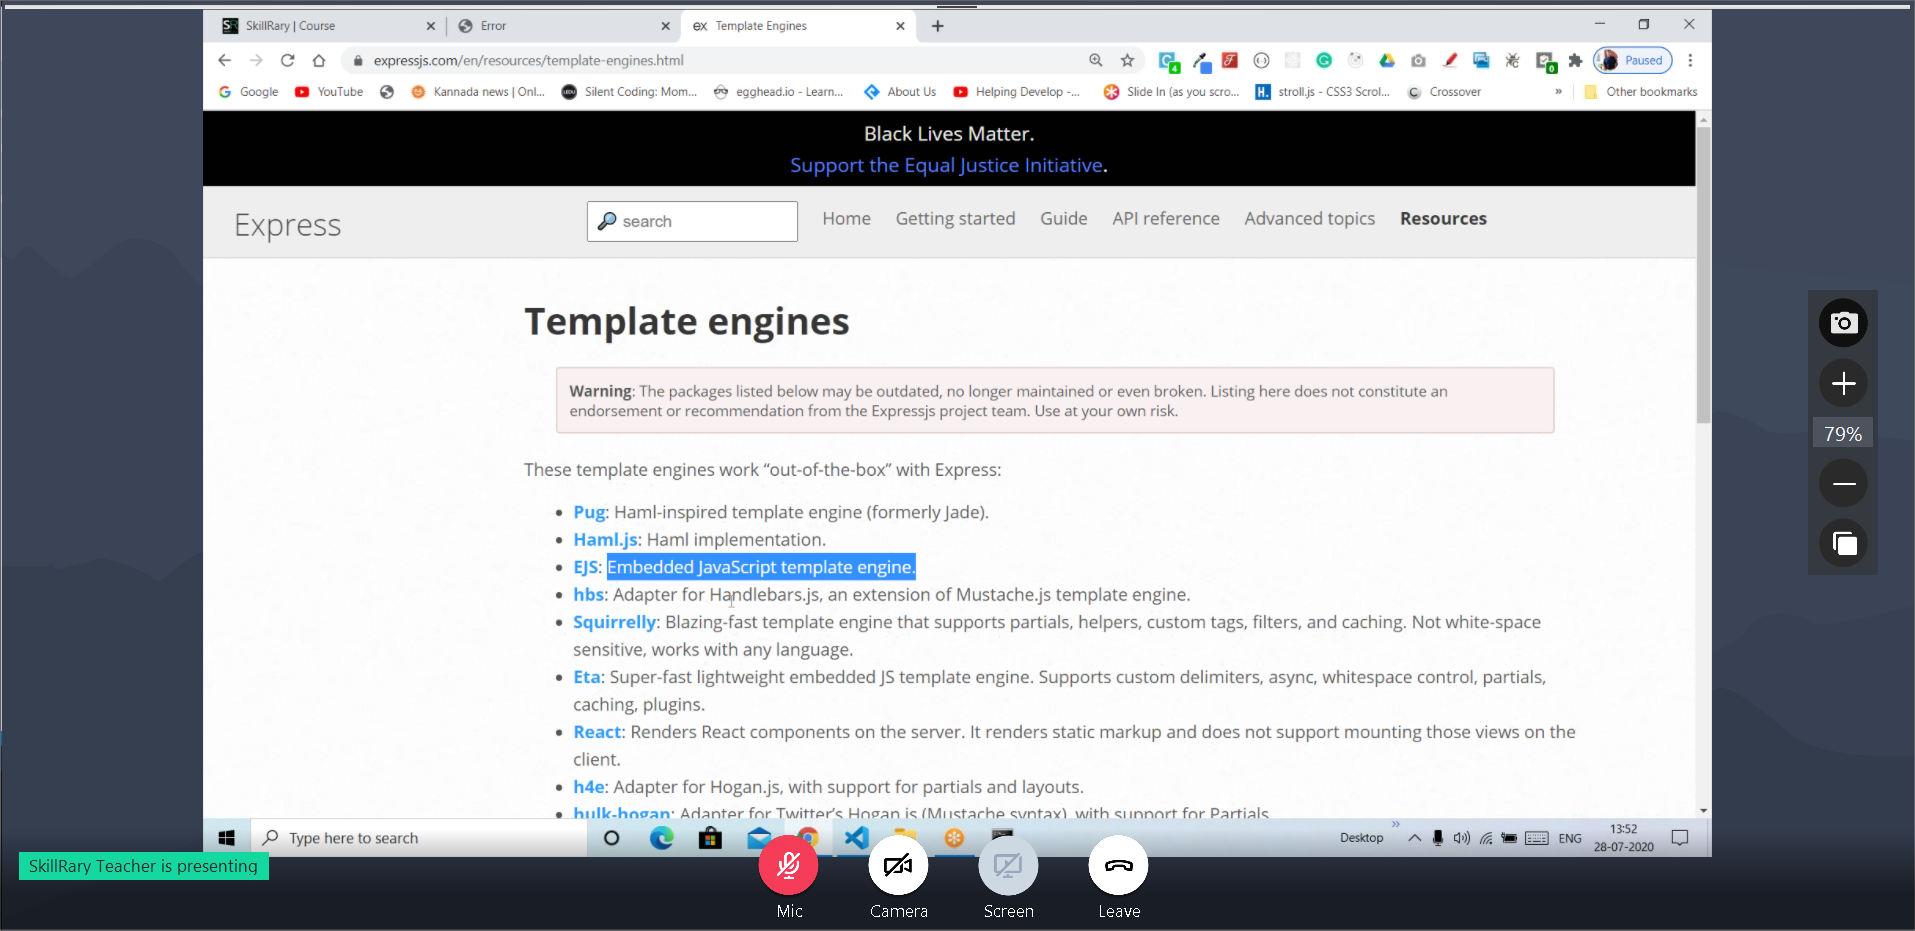 SkillRary | Course
Error
ex Template Engines
expressjs.com/en/resources/template-engines.html
4
0
Paused
Google
YouTube
Kannada news | Onl...
Silent Coding: Mom...
egghead.io - Learn...
About Us
Helping Develop -...
Slide In (as you scro...
stroll.js - CSS3 Scrol...
Crossover
»
Other bookmarks
Black Lives Matter.
Support the Equal Justice Initiative.
Express
search
Home
Getting started
Guide
API reference
Advanced topics
Resources
Template engines
Warning: The packages listed below may be outdated, no longer maintained or even broken. Listing here does not constitute an
endorsement or recommendation from the Expressjs project team. Use at your own risk.
These template engines work “out-of-the-box” with Express:
• Pug: Haml-inspired template engine (formerly Jade).
• Haml.js: Haml implementation.
• EJS: Embedded JavaScript template engine.
• hbs: Adapter for Handlebars.js, an extension of Mustache.js template engine.
• Squirrelly: Blazing-fast template engine that supports partials, helpers, custom tags, filters, and caching. Not white-space
sensitive, works with any language.
• Eta: Super-fast lightweight embedded JS template engine. Supports custom delimiters, async, whitespace control, partials,
caching, plugins.
• React: Renders React components on the server. It renders static markup and does not support mounting those views on the
client.
• h4e: Adapter for Hogan.js, with support for partials and layouts.
• hulk-hogan: Adapter for Twitter’s Hogan.js (Mustache syntax), with support for Partials.
79%
Type here to search
Desktop
»
ENG
13:52
28-07-2020
SkillRary Teacher is presenting
Mic
Camera
Screen
Leave